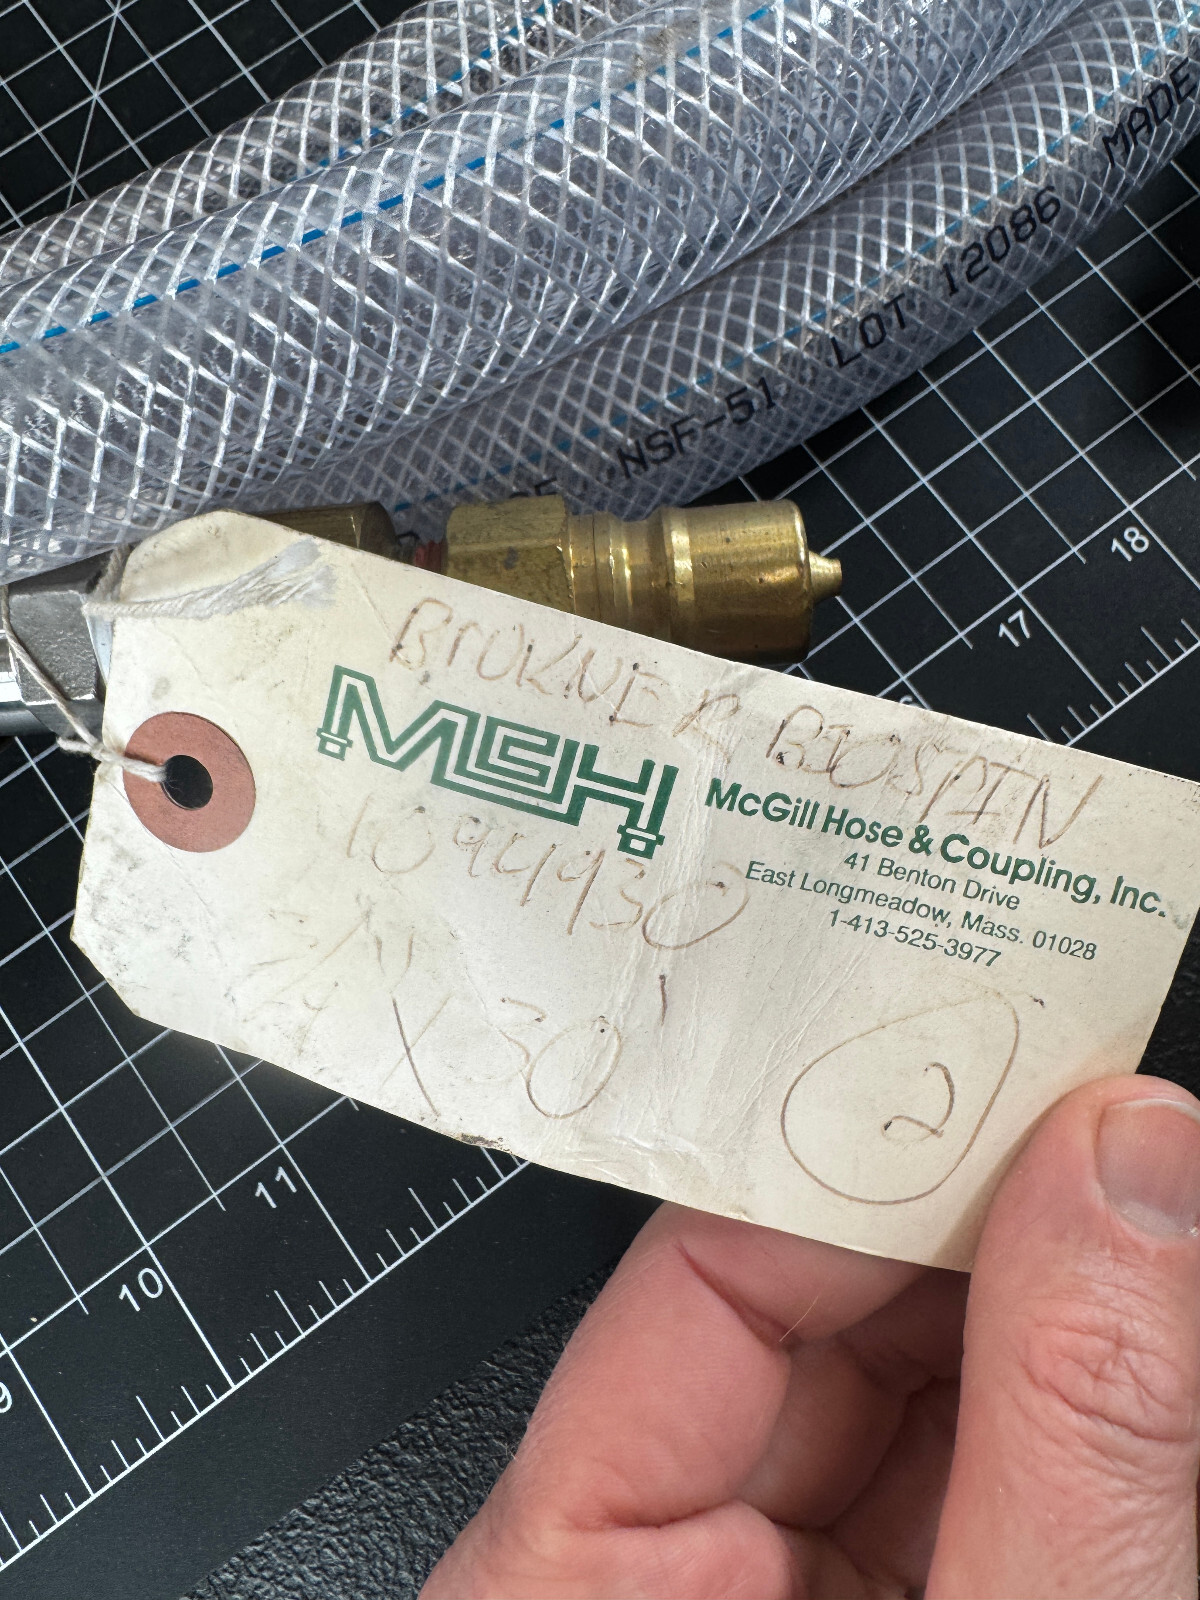 MADE
NSF-51 LOT 12086
18
17
BRUKNER BIOSPIN
MGH
McGill Hose & Coupling, Inc.
41 Benton Drive
East Longmeadow, Mass. 01028
1-413-525-3977
X 30'
2
11
10
9